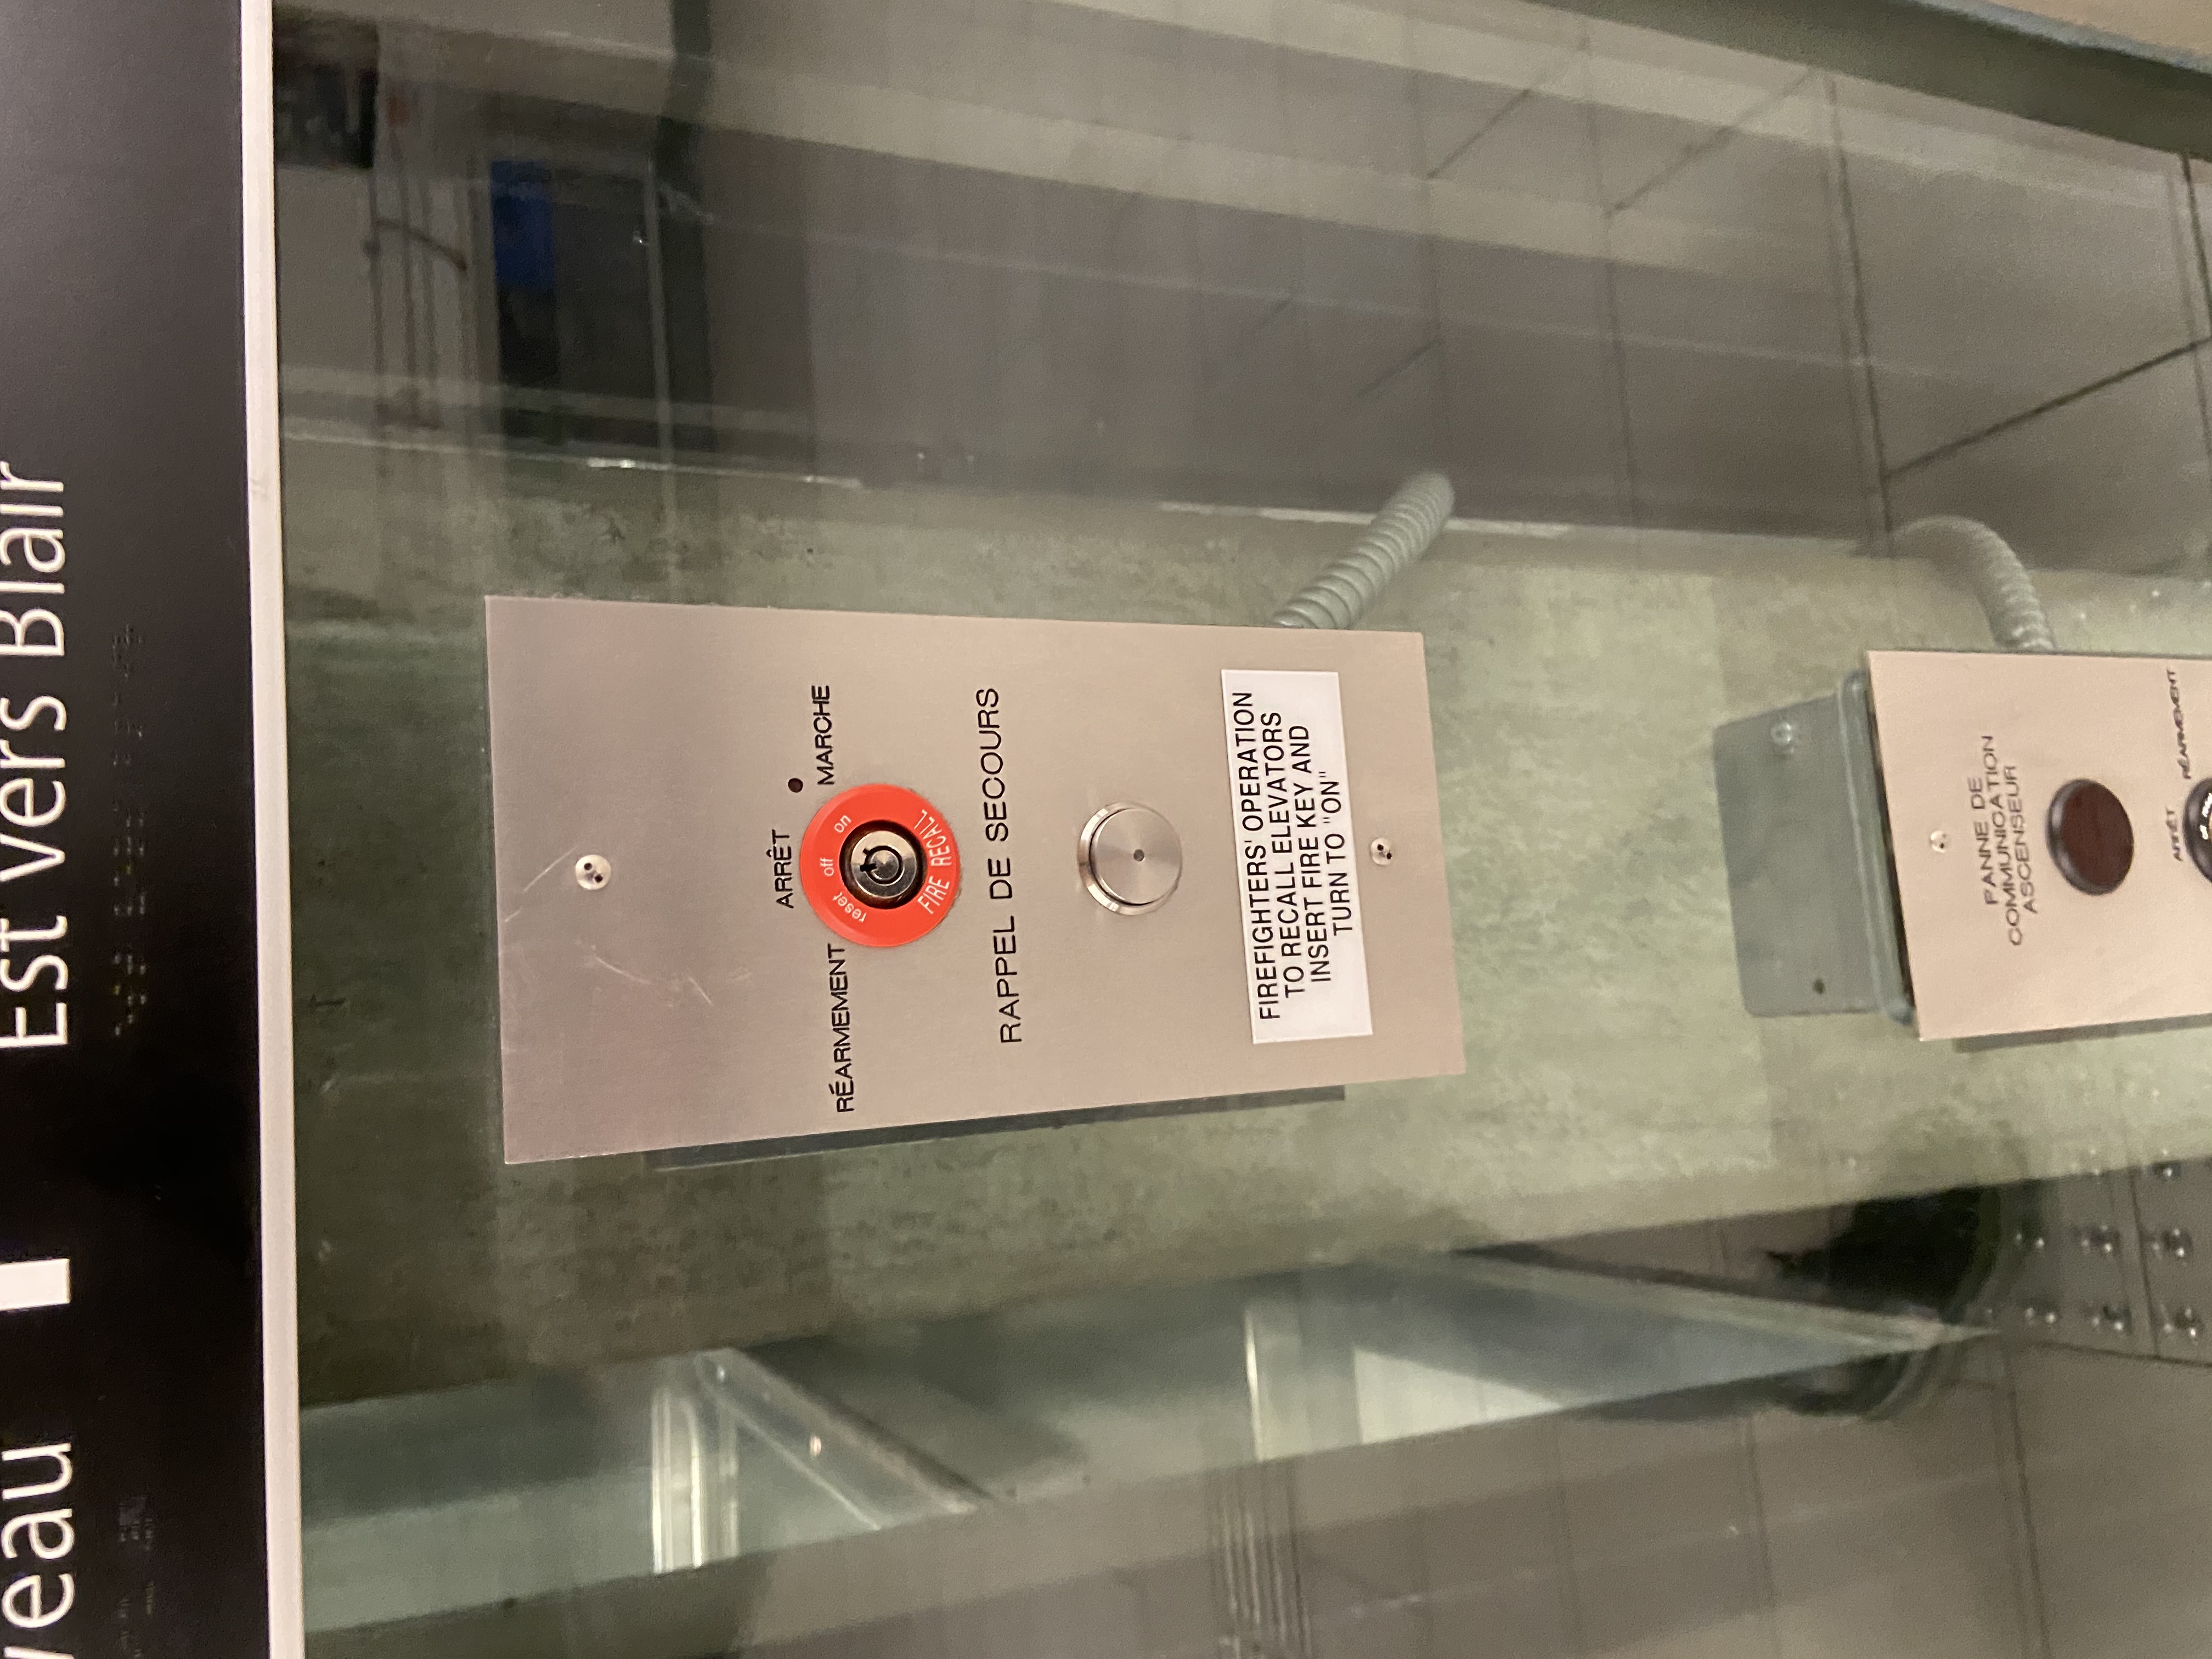 Est vers Blair
ARRÊT
RÉARMEMENT
MARCHE
reset off on
FIRE RECALL
RAPPEL DE SECOURS
FIREFIGHTERS' OPERATION
TO RECALL ELEVATORS
INSERT FIRE KEY AND
TURN TO "ON"
PANNE DE
COMMUNICATION
ASCENSEUR
ARRÊT
RÉARMEMENT